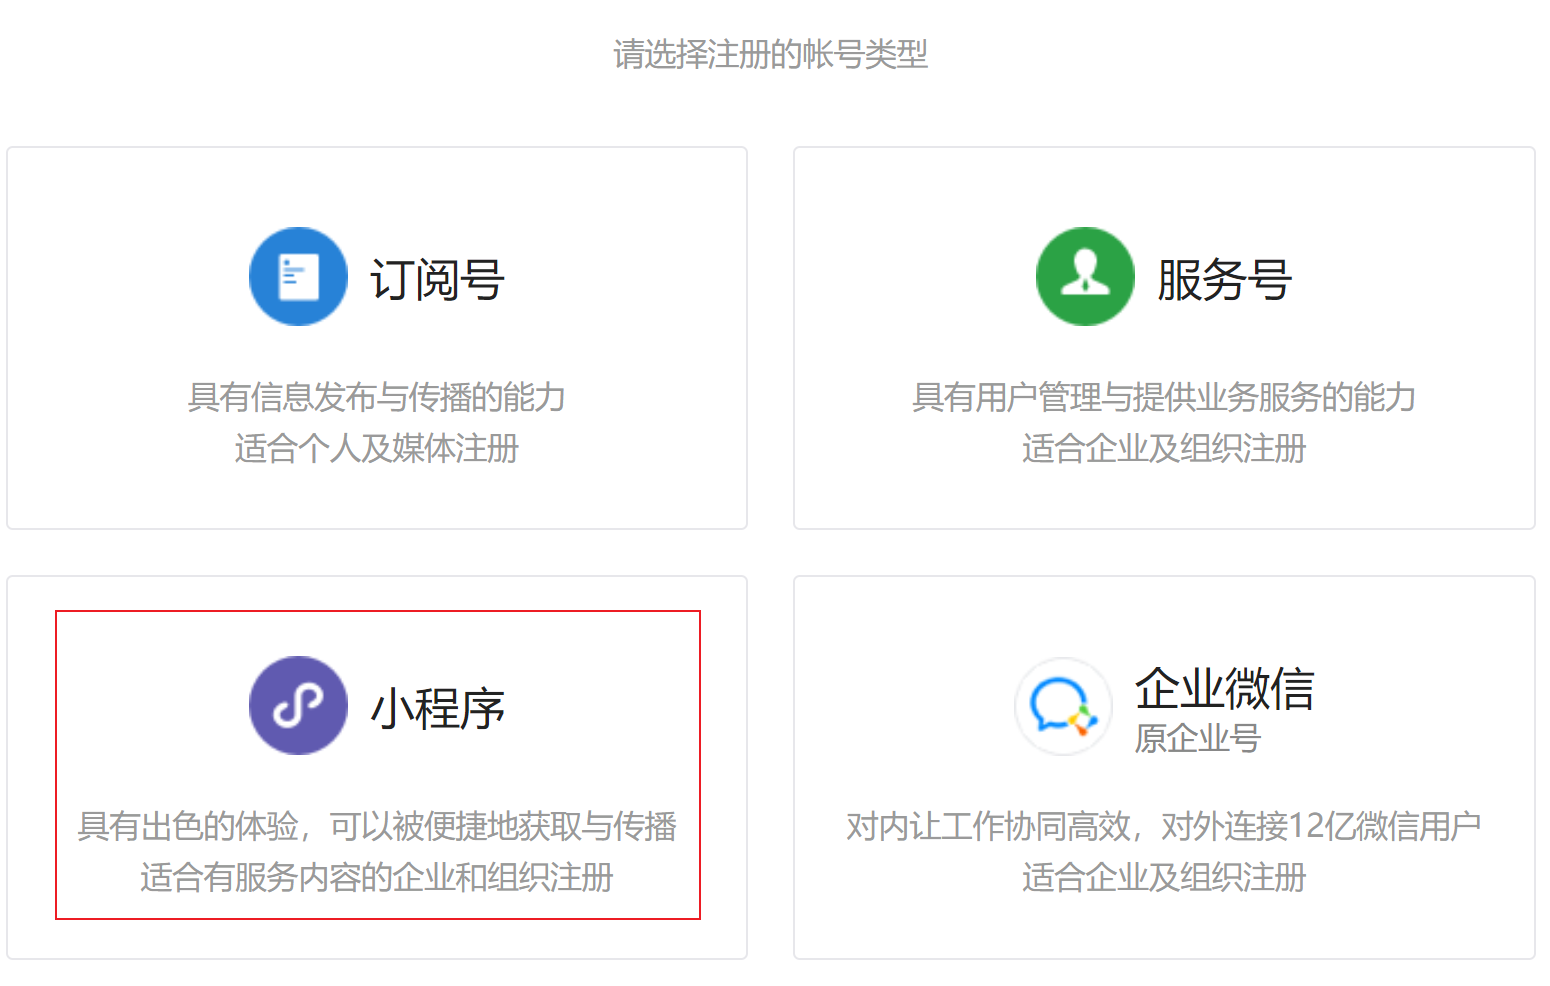 请选择注册的帐号类型
订阅号
具有信息发布与传播的能力
适合个人及媒体注册
服务号
具有用户管理与提供业务服务的能力
适合企业及组织注册
小程序
具有出色的体验，可以被便捷地获取与传播
适合有服务内容的企业和组织注册
企业微信
原企业号
对内让工作协同高效，对外连接12亿微信用户
适合企业及组织注册